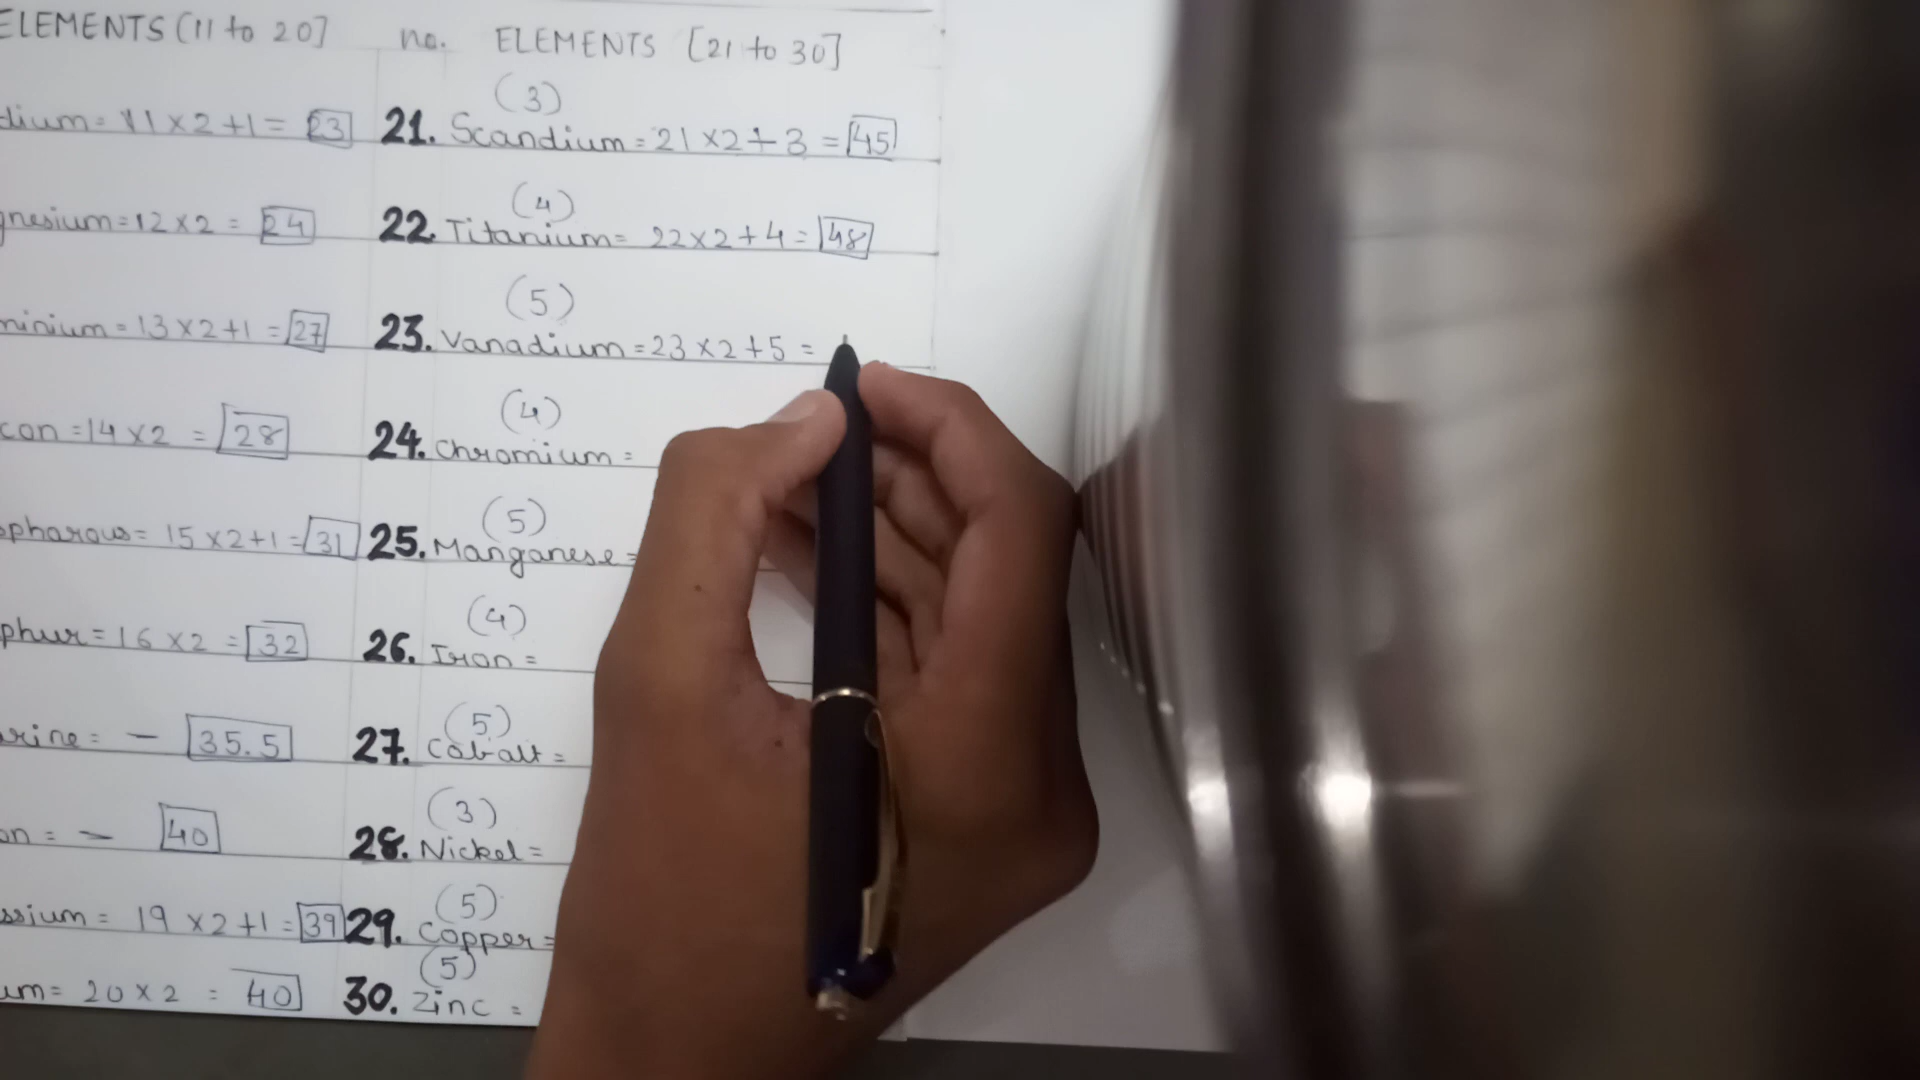 ELEMENTS (11 to 20] no. ELEMENTS [21 to 30]
(3)
dium = 11 x 2 + 1 = 23 21. Scandium = 21 x 2 + 3 = 45
(4)
gnesium = 12 x 2 = 24 22. Titanium = 22 x 2 + 4 = 48
(5)
minium = 13 x 2 + 1 = 27 23. Vanadium = 23 x 2 + 5 =
(4)
con = 14 x 2 = 28 24. Chromium =
(5)
spharous = 15 x 2 + 1 = 31 25. Manganese =
(4)
phur = 16 x 2 = 32 26. Iron =
(5)
rine = - 35.5 27. Cobalt =
(3)
on = - 40 28. Nickel =
(5)
ssium = 19 x 2 + 1 = 39 29. Copper =
(5)
um = 20 x 2 = 40 30. Zinc =